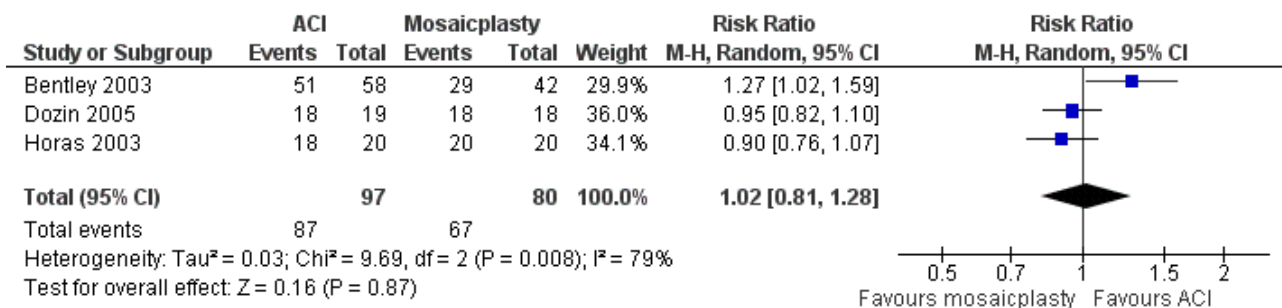 ACI Mosaicplasty Risk Ratio Risk Ratio
Study or Subgroup Events Total Events Total Weight M-H, Random, 95% CI M-H, Random, 95% CI
Bentley 2003 51 58 29 42 29.9% 1.27 [1.02, 1.59]
Dozin 2005 18 19 18 18 36.0% 0.95 [0.82, 1.10]
Horas 2003 18 20 20 20 34.1% 0.90 [0.76, 1.07]
Total (95% CI) 97 80 100.0% 1.02 [0.81, 1.28]
Total events 87 67
Heterogeneity: Tau² = 0.03; Chi² = 9.69, df = 2 (P = 0.008); I² = 79%
Test for overall effect: Z = 0.16 (P = 0.87)
0.5 0.7 1 1.5 2
Favours mosaicplasty Favours ACI